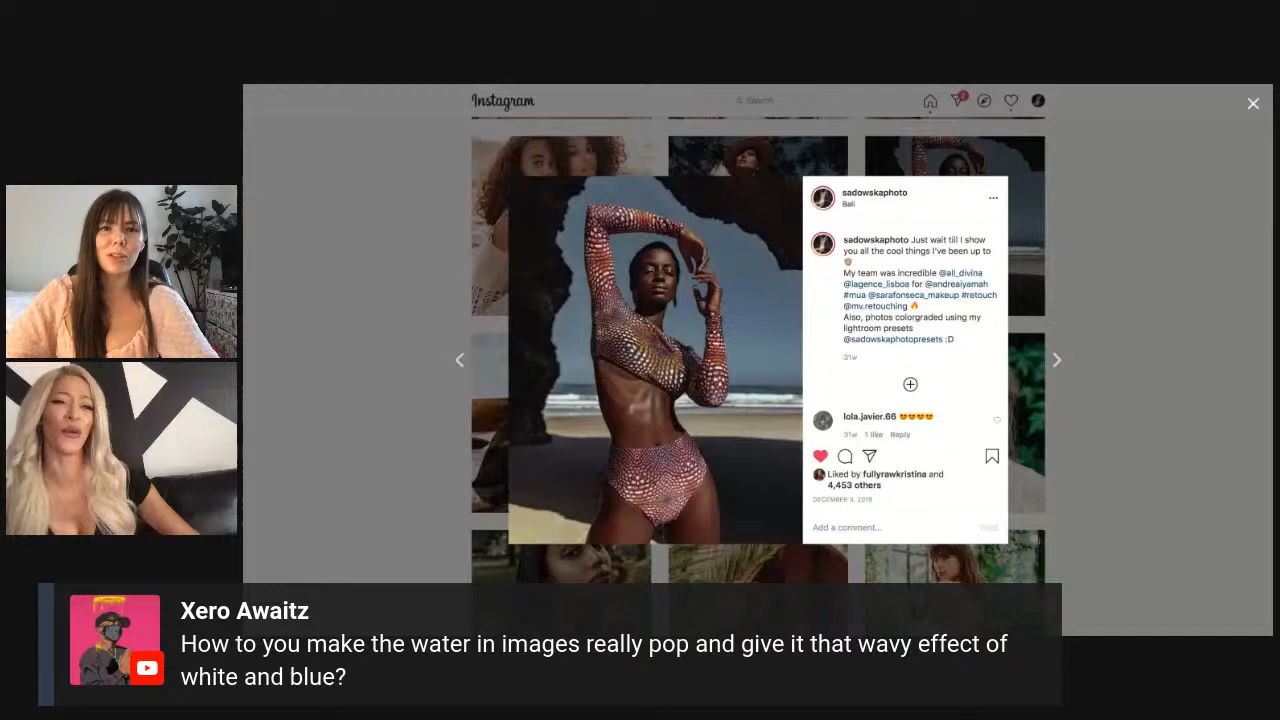 Instagram
Search
sadowskaphoto
Bali
sadowskaphoto Just wait till I show
you all the cool things I've been up to
My team was incredible @all_divina
@lagence_lisboa for @andreaiyamah
#mua @sarafonseca_makeup #retouch
@mv.retouching 🔥
Also, photos colorgraded using my
lightroom presets
@sadowskaphotopresets :D
31w
lola.javier.66 😍😍😍😍
31w 1 like Reply
Liked by fullyrawkristina and
4,453 others
DECEMBER 4, 2019
Add a comment...
Post
Xero Awaitz
How to you make the water in images really pop and give it that wavy effect of
white and blue?